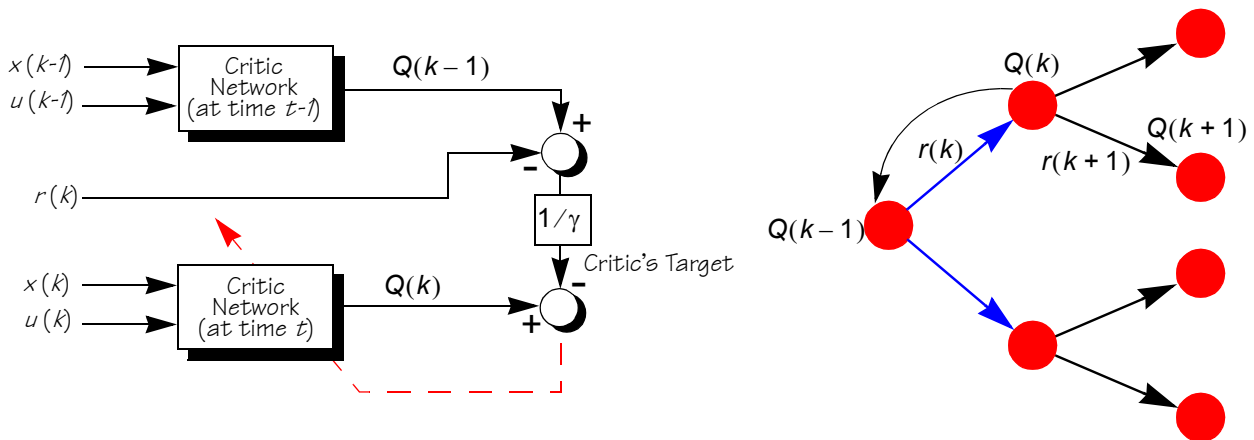 x(k-1)
u(k-1)
Critic
Network
(at time t-1)
Q(k – 1)
+
-
r(k)
1/γ
Critic's Target
x(k)
u(k)
Critic
Network
(at time t)
Q(k)
-
+
Q(k)
Q(k + 1)
r(k)
r(k + 1)
Q(k – 1)